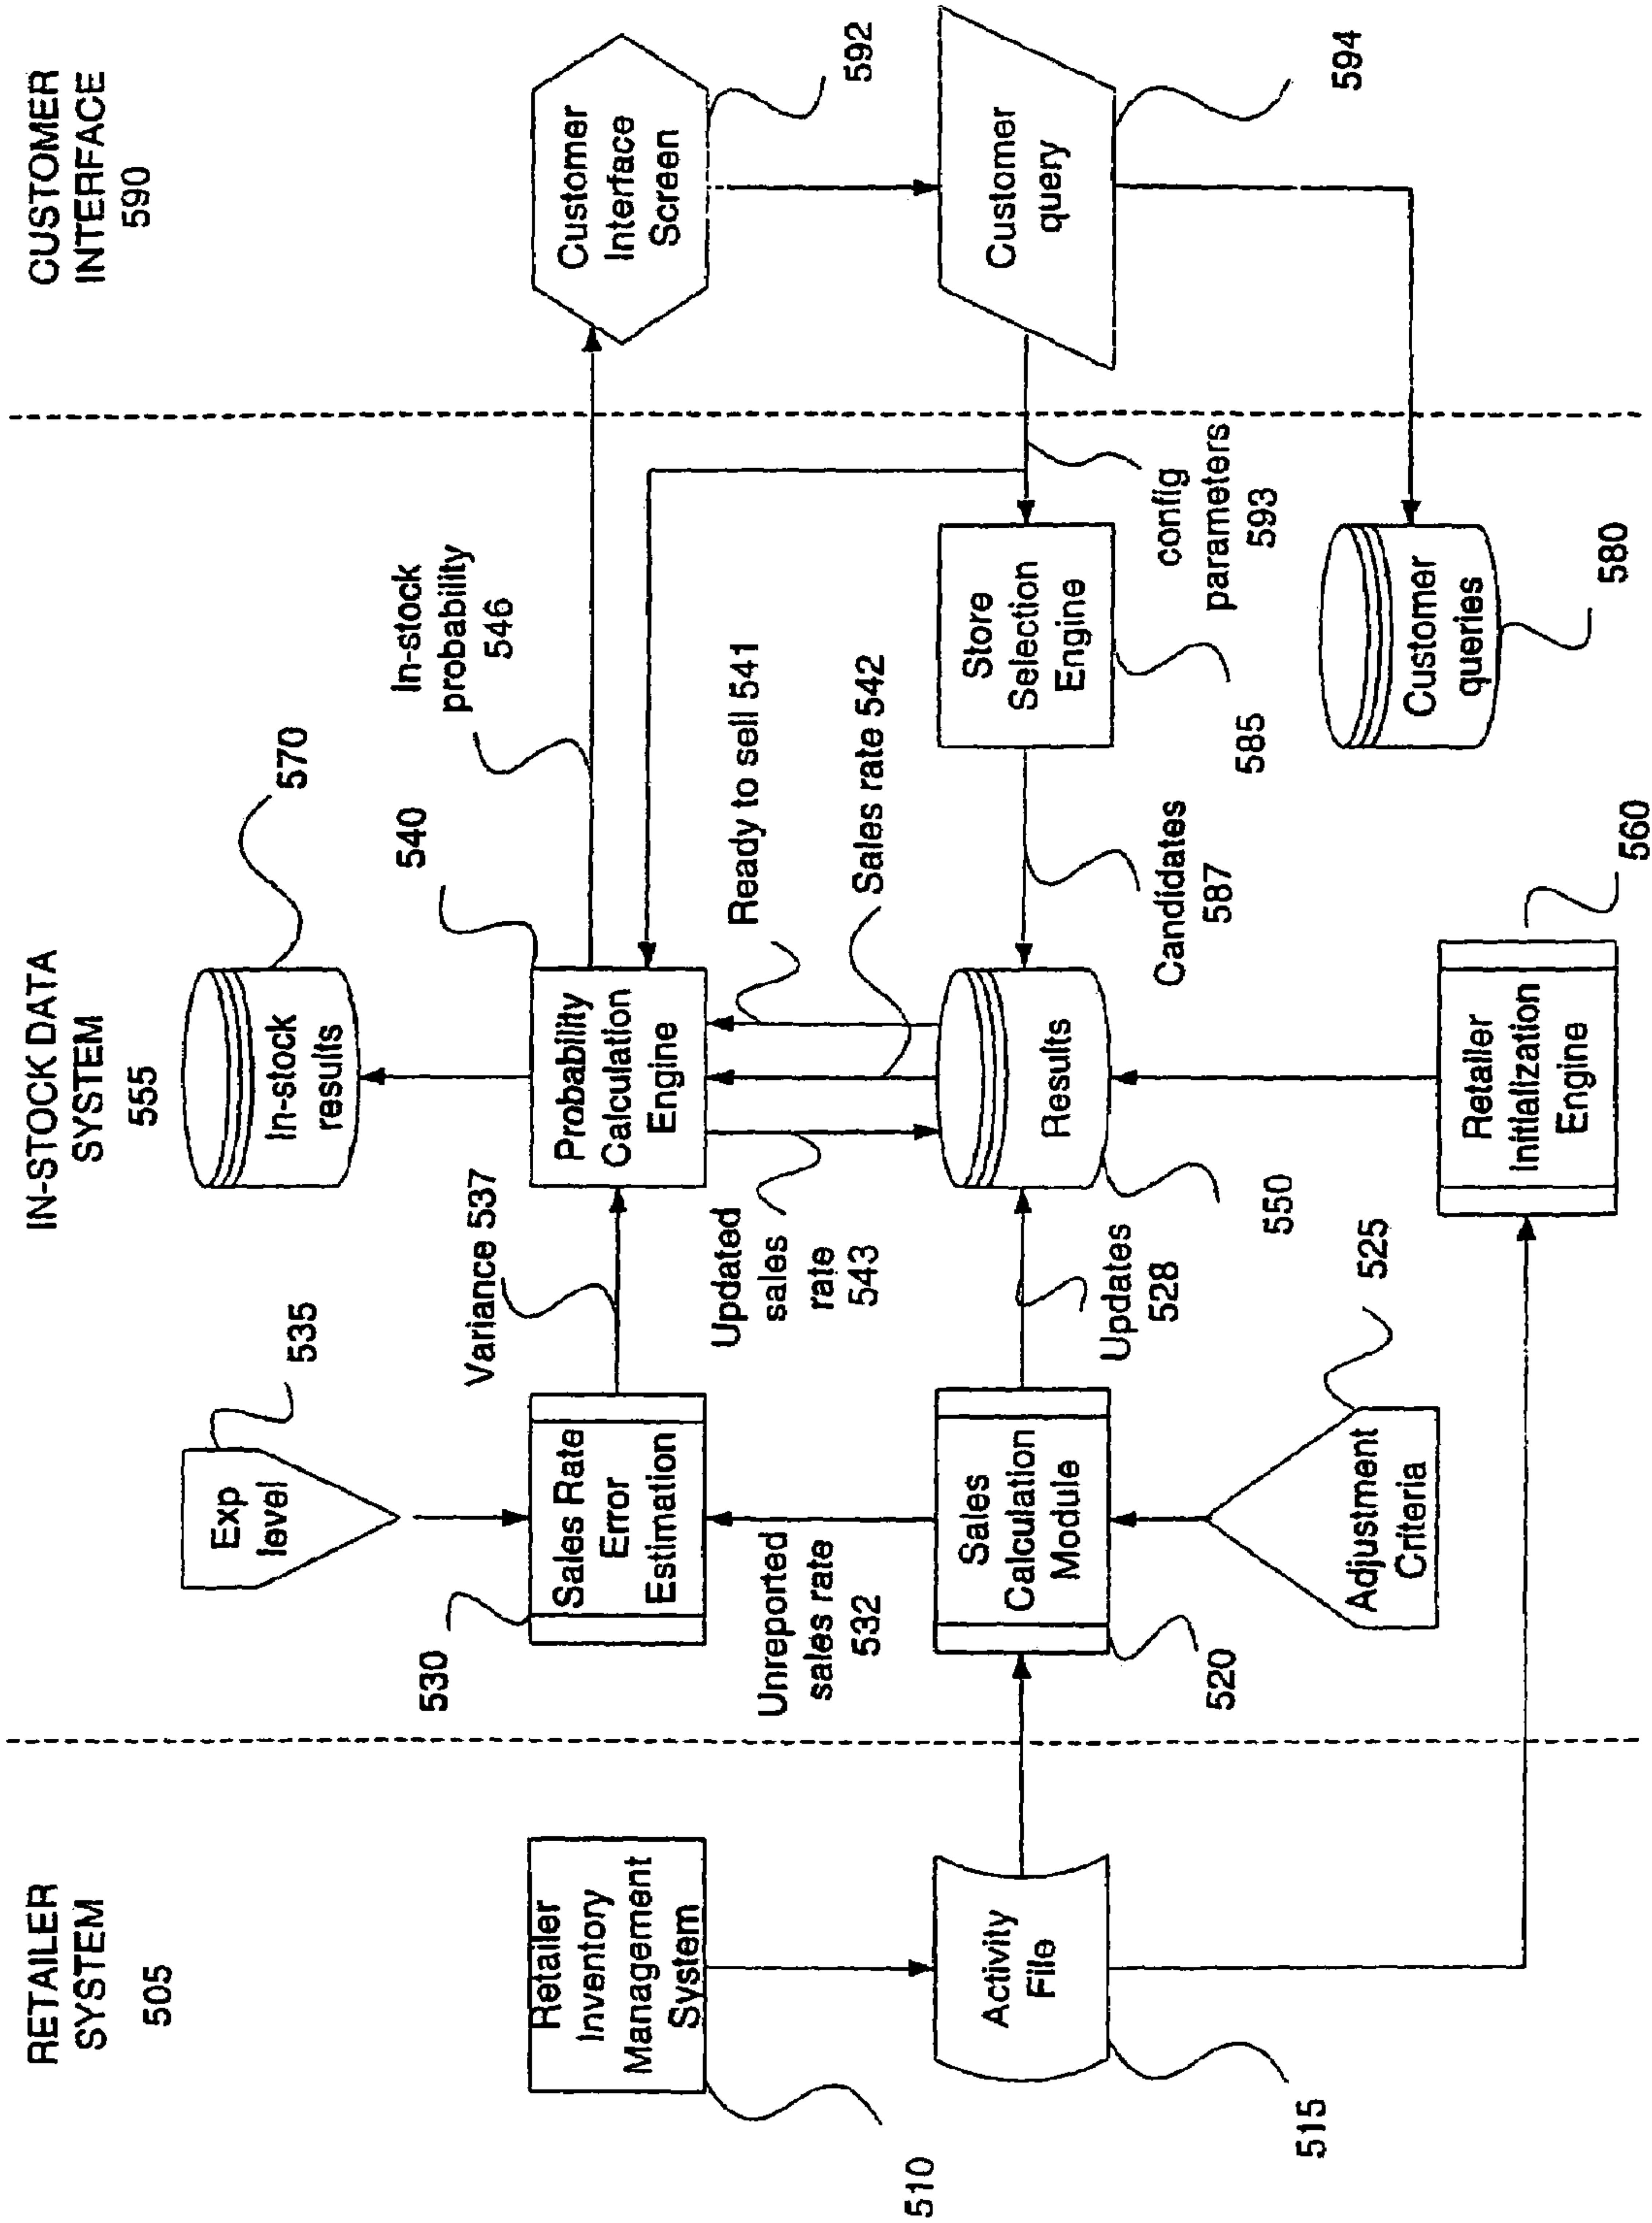 RETAILER
SYSTEM
505
IN-STOCK DATA
SYSTEM
555
CUSTOMER
INTERFACE
590
Retailer
Inventory
Management
System
510
Activity
File
515
Exp
level
535
Sales Rate
Error
Estimation
530
Variance 537
Unreported
sales rate
532
Sales
Calculation
Module
520
Adjustment
Criteria
525
Updates
528
In-stock
results
570
Probability
Calculation
Engine
540
Updated
sales
rate
543
Ready to sell 541
Sales rate 542
Results
550
Retailer
Initialization
Engine
560
In-stock
probability
546
Candidates
587
Store
Selection
Engine
585
config
parameters
593
Customer
queries
580
Customer
Interface
Screen
592
Customer
query
594